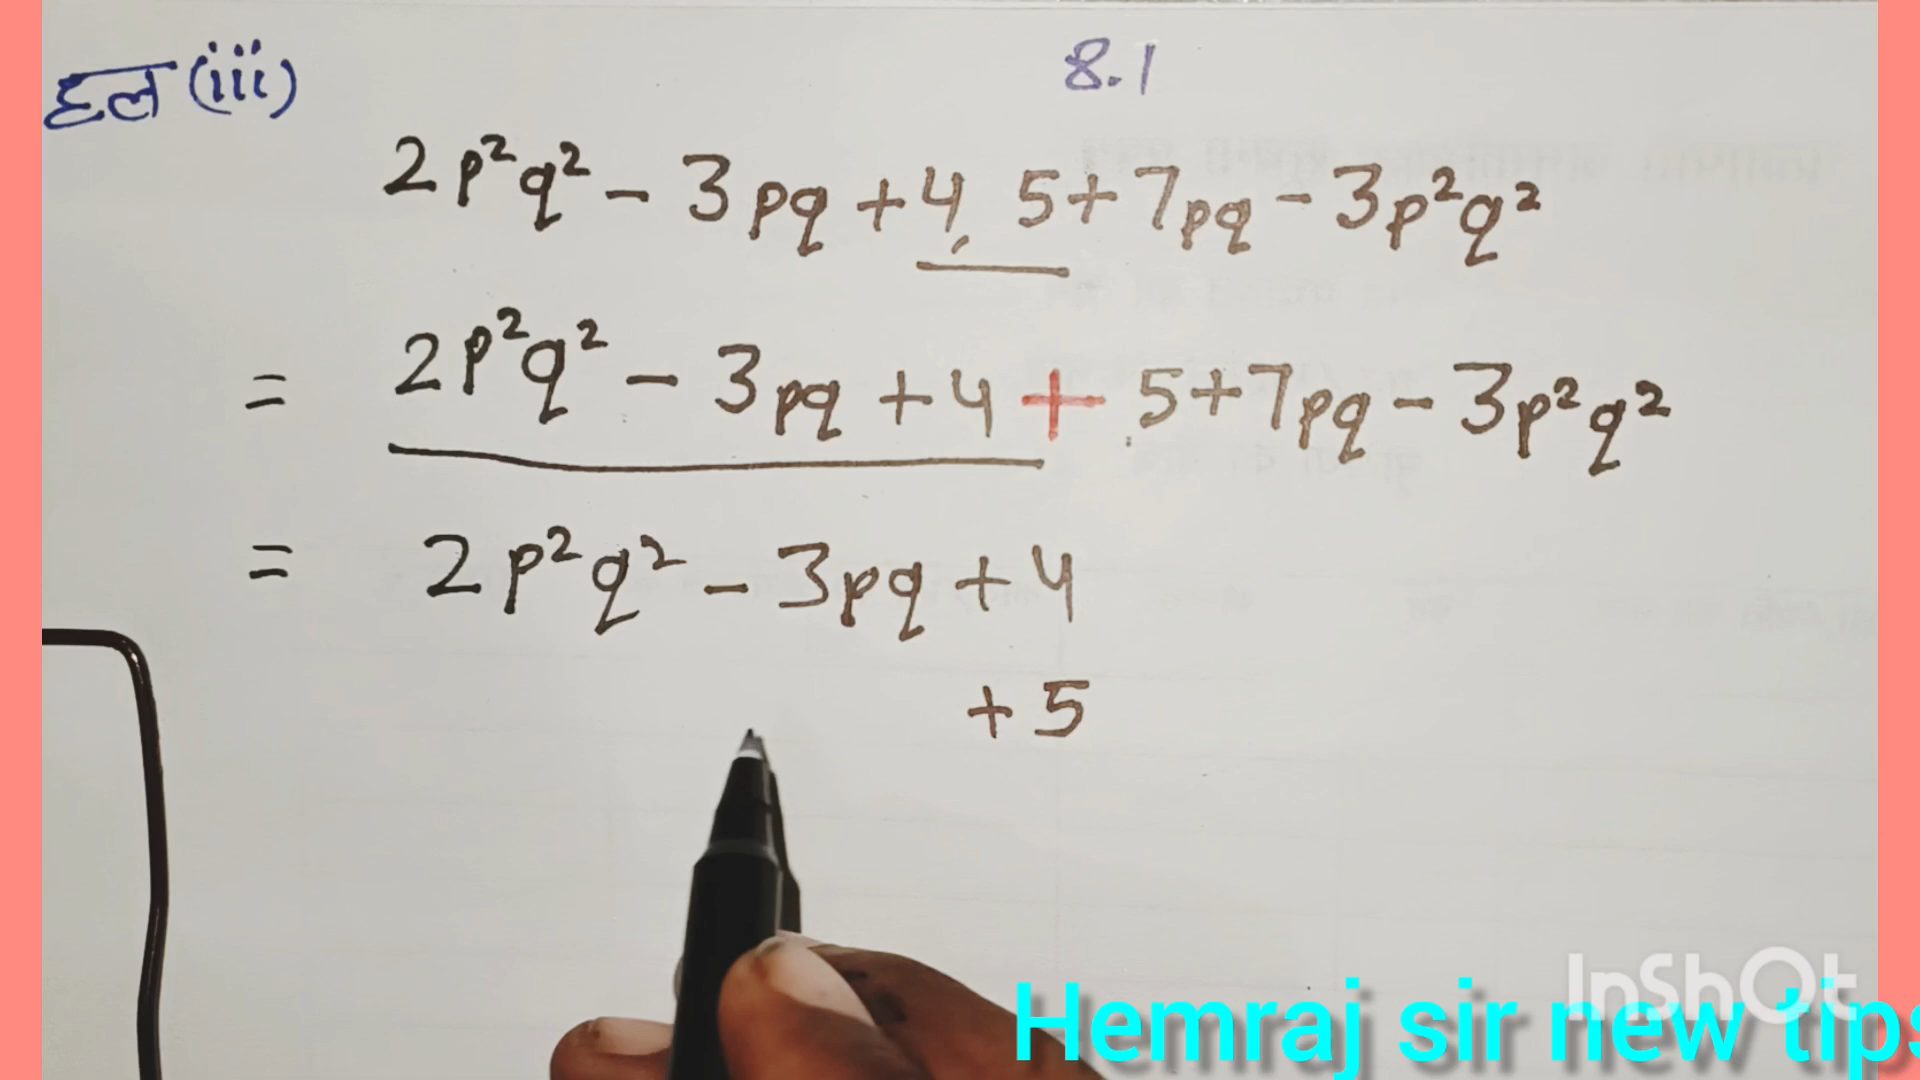 हल (iii)
8.1
2p²q² - 3pq + 4, 5 + 7pq - 3p²q²
= 2p²q² - 3pq + 4 + 5 + 7pq - 3p²q²
= 2p²q² - 3pq + 4
+ 5
InShOt
Hemraj sir new tips